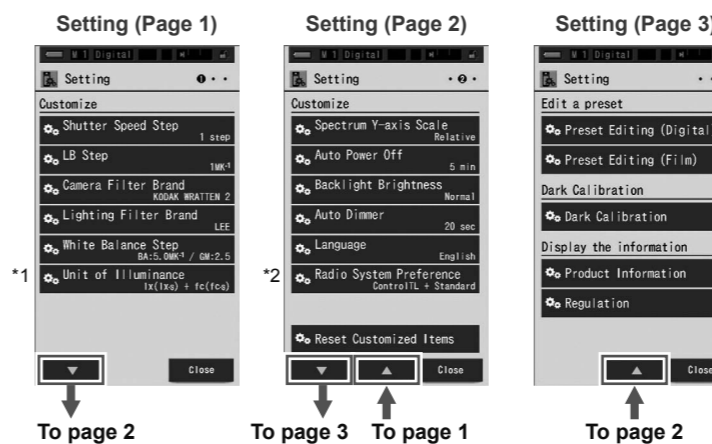 Setting (Page 1)
M 1 Digital
Setting
❶ · ·
Customize
Shutter Speed Step
1 step
LB Step
1MK⁻¹
Camera Filter Brand
KODAK WRATTEN 2
Lighting Filter Brand
LEE
White Balance Step
BA:5.0MK⁻¹ / GM:2.5
*1 Unit of Illuminance
lx(lxs) + fc(fcs)
▼ Close
To page 2
Setting (Page 2)
M 1 Digital
Setting
· ❷ ·
Customize
Spectrum Y-axis Scale
Relative
Auto Power Off
5 min
Backlight Brightness
Normal
Auto Dimmer
20 sec
Language
English
*2 Radio System Preference
ControlTL + Standard
Reset Customized Items
▼ ▲ Close
To page 3 To page 1
Setting (Page 3)
M 1 Digital
Setting
· ·
Edit a preset
Preset Editing (Digital
Preset Editing (Film)
Dark Calibration
Dark Calibration
Display the information
Product Information
Regulation
▲ Close
To page 2